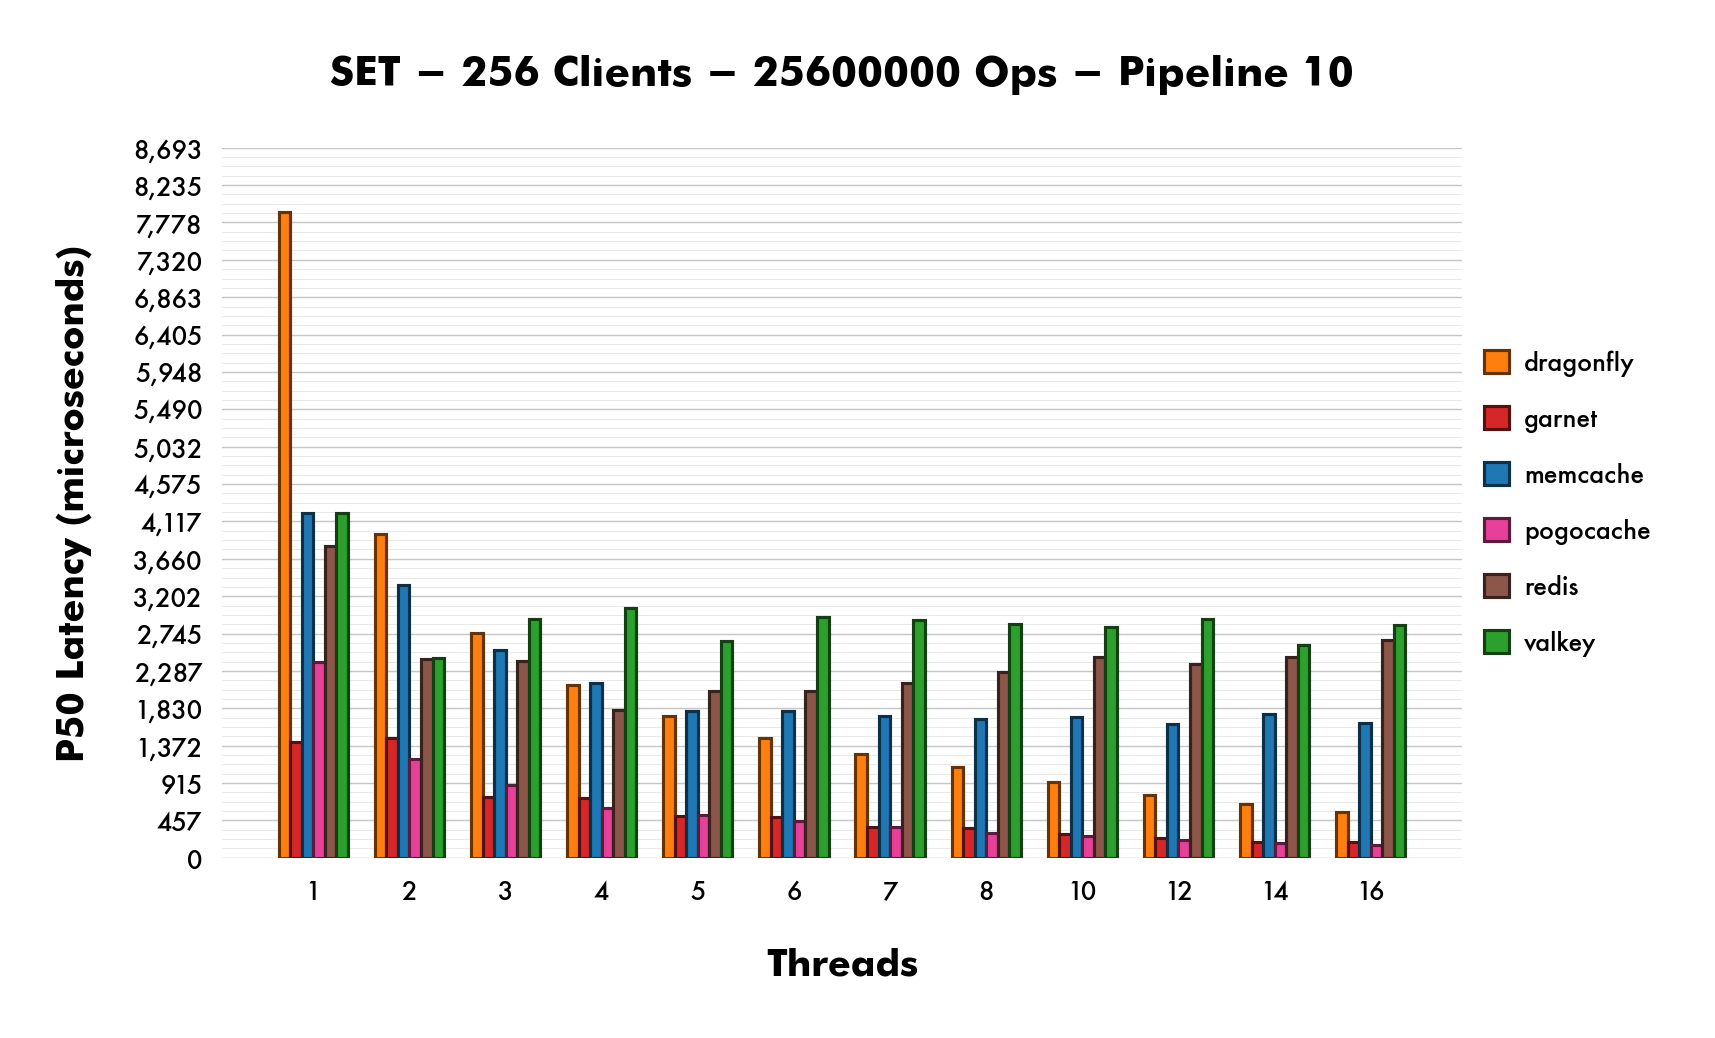 SET – 256 Clients – 25600000 Ops – Pipeline 10
P50 Latency (microseconds)
8,693
8,235
7,778
7,320
6,863
6,405
5,948
5,490
5,032
4,575
4,117
3,660
3,202
2,745
2,287
1,830
1,372
915
457
0
1 2 3 4 5 6 7 8 10 12 14 16
Threads
dragonfly
garnet
memcache
pogocache
redis
valkey